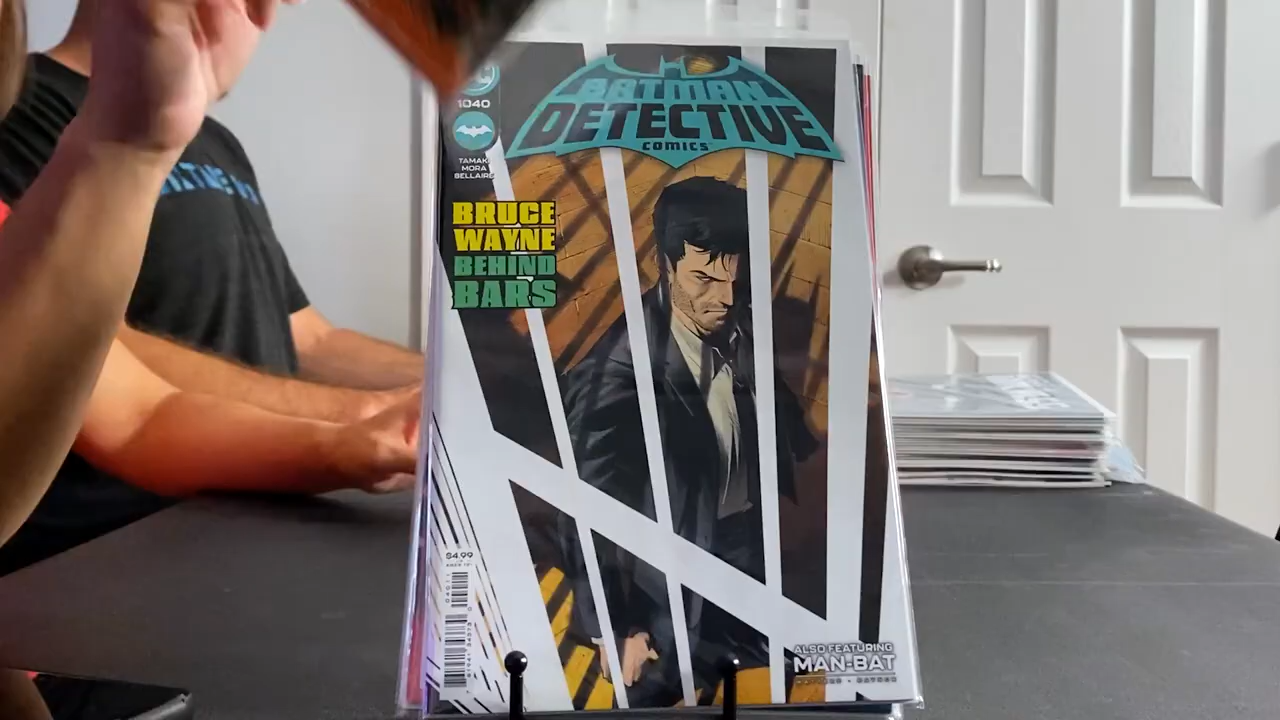 BATMAN
DETECTIVE
COMICS
1040
TAMAKI
MORA
BELLAIRE
BRUCE
WAYNE
BEHIND
BARS
$4.99
ALSO FEATURING
MAN-BAT